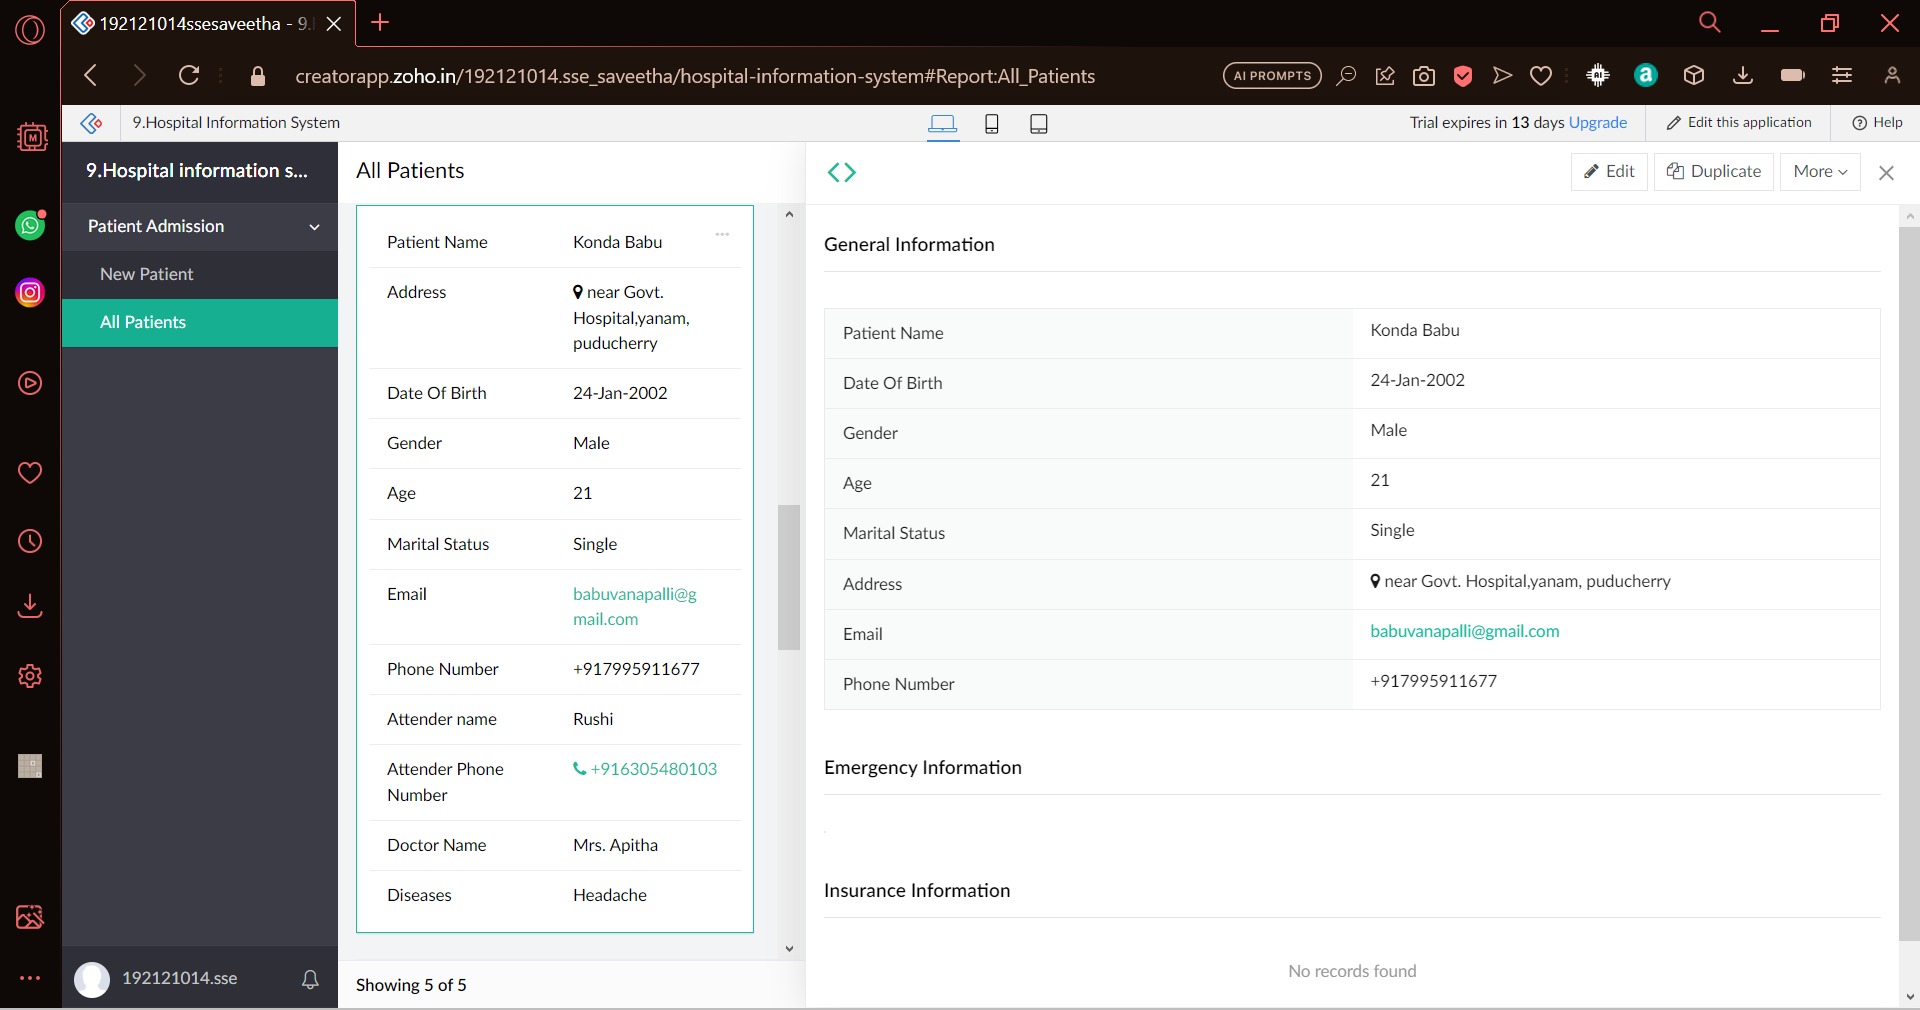 192121014ssesaveetha - 9.
creatorapp.zoho.in/192121014.sse_saveetha/hospital-information-system#Report:All_Patients
AI PROMPTS
9.Hospital Information System
Trial expires in 13 days Upgrade
Edit this application
Help
9.Hospital information s...
Patient Admission
New Patient
All Patients
192121014.sse
All Patients
Patient Name Konda Babu
Address near Govt.
Hospital,yanam,
puducherry
Date Of Birth 24-Jan-2002
Gender Male
Age 21
Marital Status Single
Email babuvanapalli@g
mail.com
Phone Number +917995911677
Attender name Rushi
Attender Phone +916305480103
Number
Doctor Name Mrs. Apitha
Diseases Headache
Showing 5 of 5
Edit
Duplicate
More
General Information
Patient Name Konda Babu
Date Of Birth 24-Jan-2002
Gender Male
Age 21
Marital Status Single
Address near Govt. Hospital,yanam, puducherry
Email babuvanapalli@gmail.com
Phone Number +917995911677
Emergency Information
Insurance Information
No records found